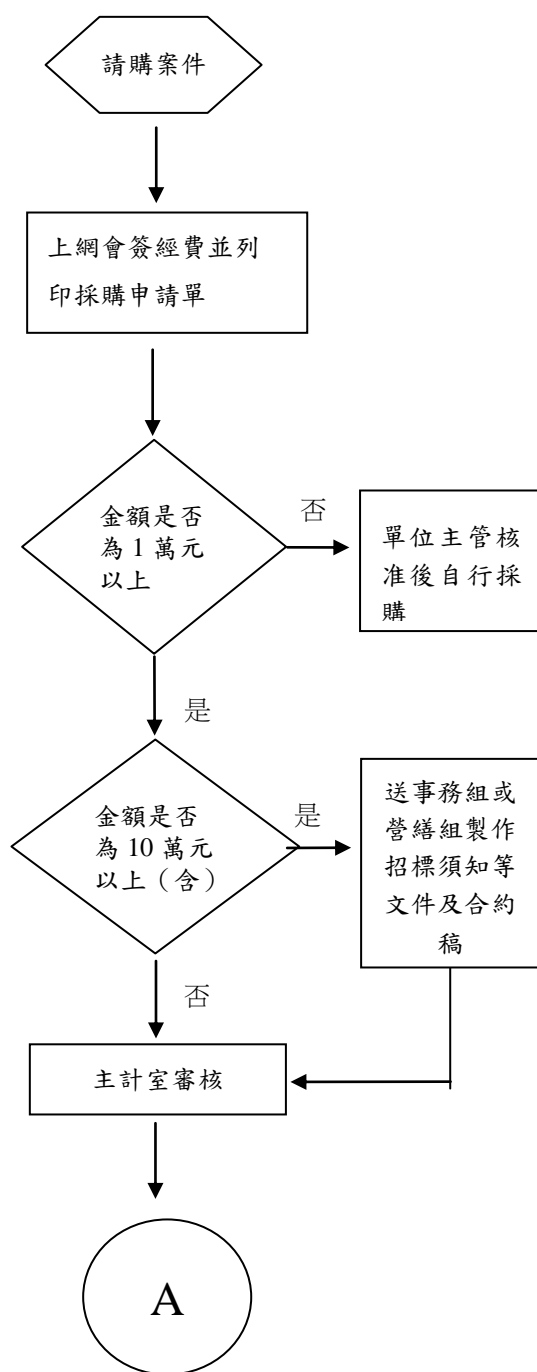 請購案件
上網會簽經費並列
印採購申請單
金額是否
為 1 萬元
以上
否
單位主管核
准後自行採
購
是
金額是否
為 10 萬元
以上（含）
是
送事務組或
營繕組製作
招標須知等
文件及合約
稿
否
主計室審核
A